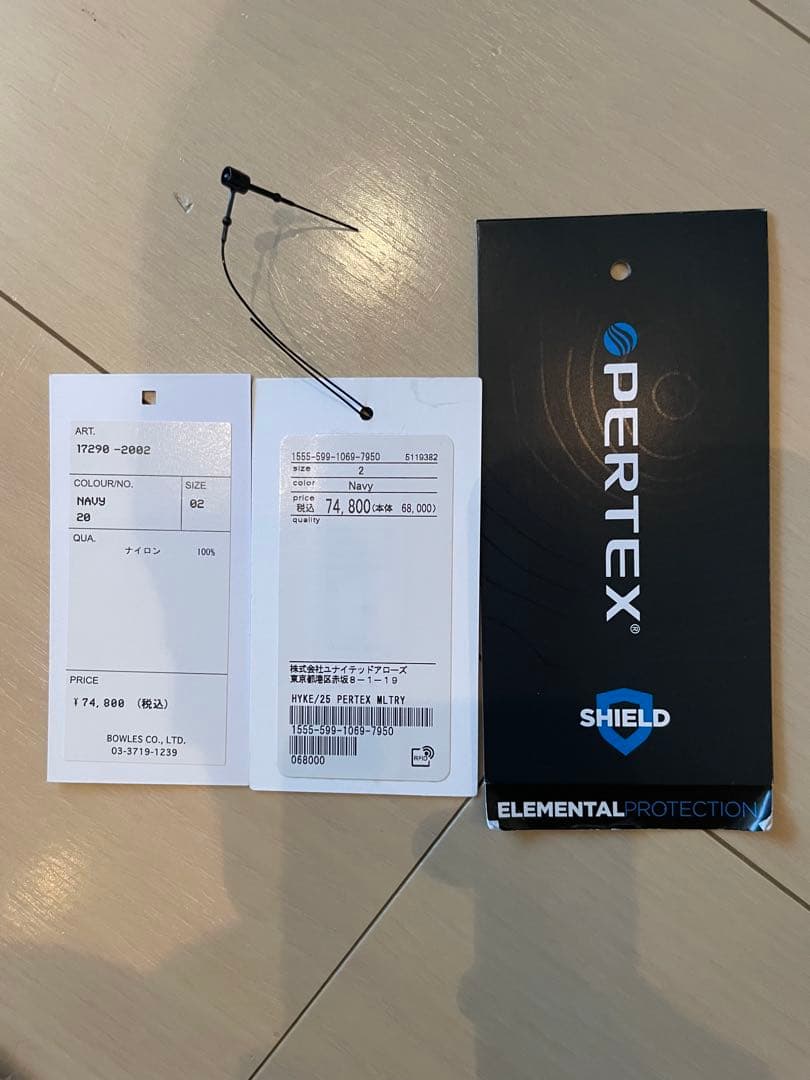 ART.
17290 -2002
COLOUR/NO.
SIZE
NAVY
02
20
QUA.
ナイロン 100%
PRICE
¥74,800 (税込)
BOWLES CO., LTD.
03-3719-1239
1555-599-1069-7950 5119382
size 2
color Navy
price
税込 74,800(本体 68,000)
quality
株式会社ユナイテッドアローズ
東京都港区赤坂8-1-19
HYKE/25 PERTEX MLTRY
1555-599-1069-7950
068000
RFID
PERTEX®
SHIELD
ELEMENTALPROTECTION